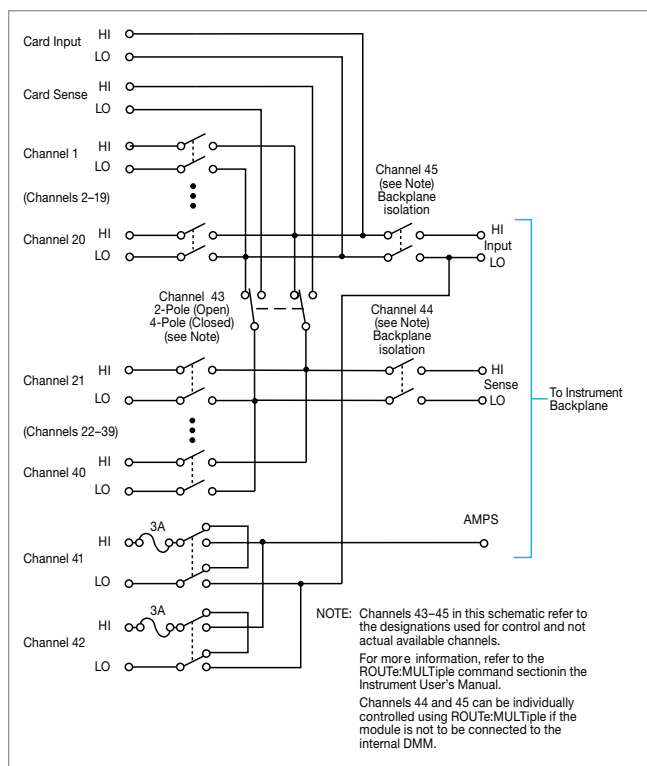 Card Input HI
LO
Card Sense HI
LO
Channel 1 HI
LO
(Channels 2–19)
Channel 20 HI
LO
Channel 45
(see Note)
Backplane
isolation
HI
Input
LO
Channel 43
2-Pole (Open)
4-Pole (Closed)
(see Note)
Channel 44
(see Note)
Backplane
isolation
Channel 21 HI
LO
HI
Sense
LO
To Instrument
Backplane
(Channels 22–39)
Channel 40 HI
LO
AMPS
Channel 41 HI 3A
LO
Channel 42 HI 3A
LO
NOTE: Channels 43–45 in this schematic refer to
the designations used for control and not
actual available channels.
For more information, refer to the
ROUTe:MULTiple command sectionin the
Instrument User's Manual.
Channels 44 and 45 can be individually
controlled using ROUTe:MULTiple if the
module is not to be connected to the
internal DMM.